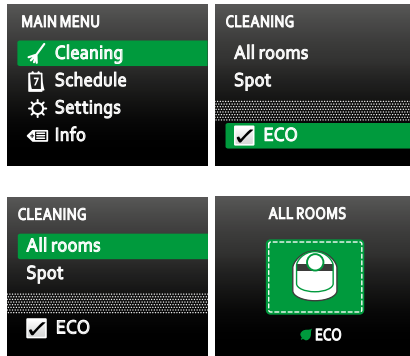 MAIN MENU
Cleaning
7 Schedule
Settings
Info
CLEANING
All rooms
Spot
ECO
CLEANING
All rooms
Spot
ECO
ALL ROOMS
ECO